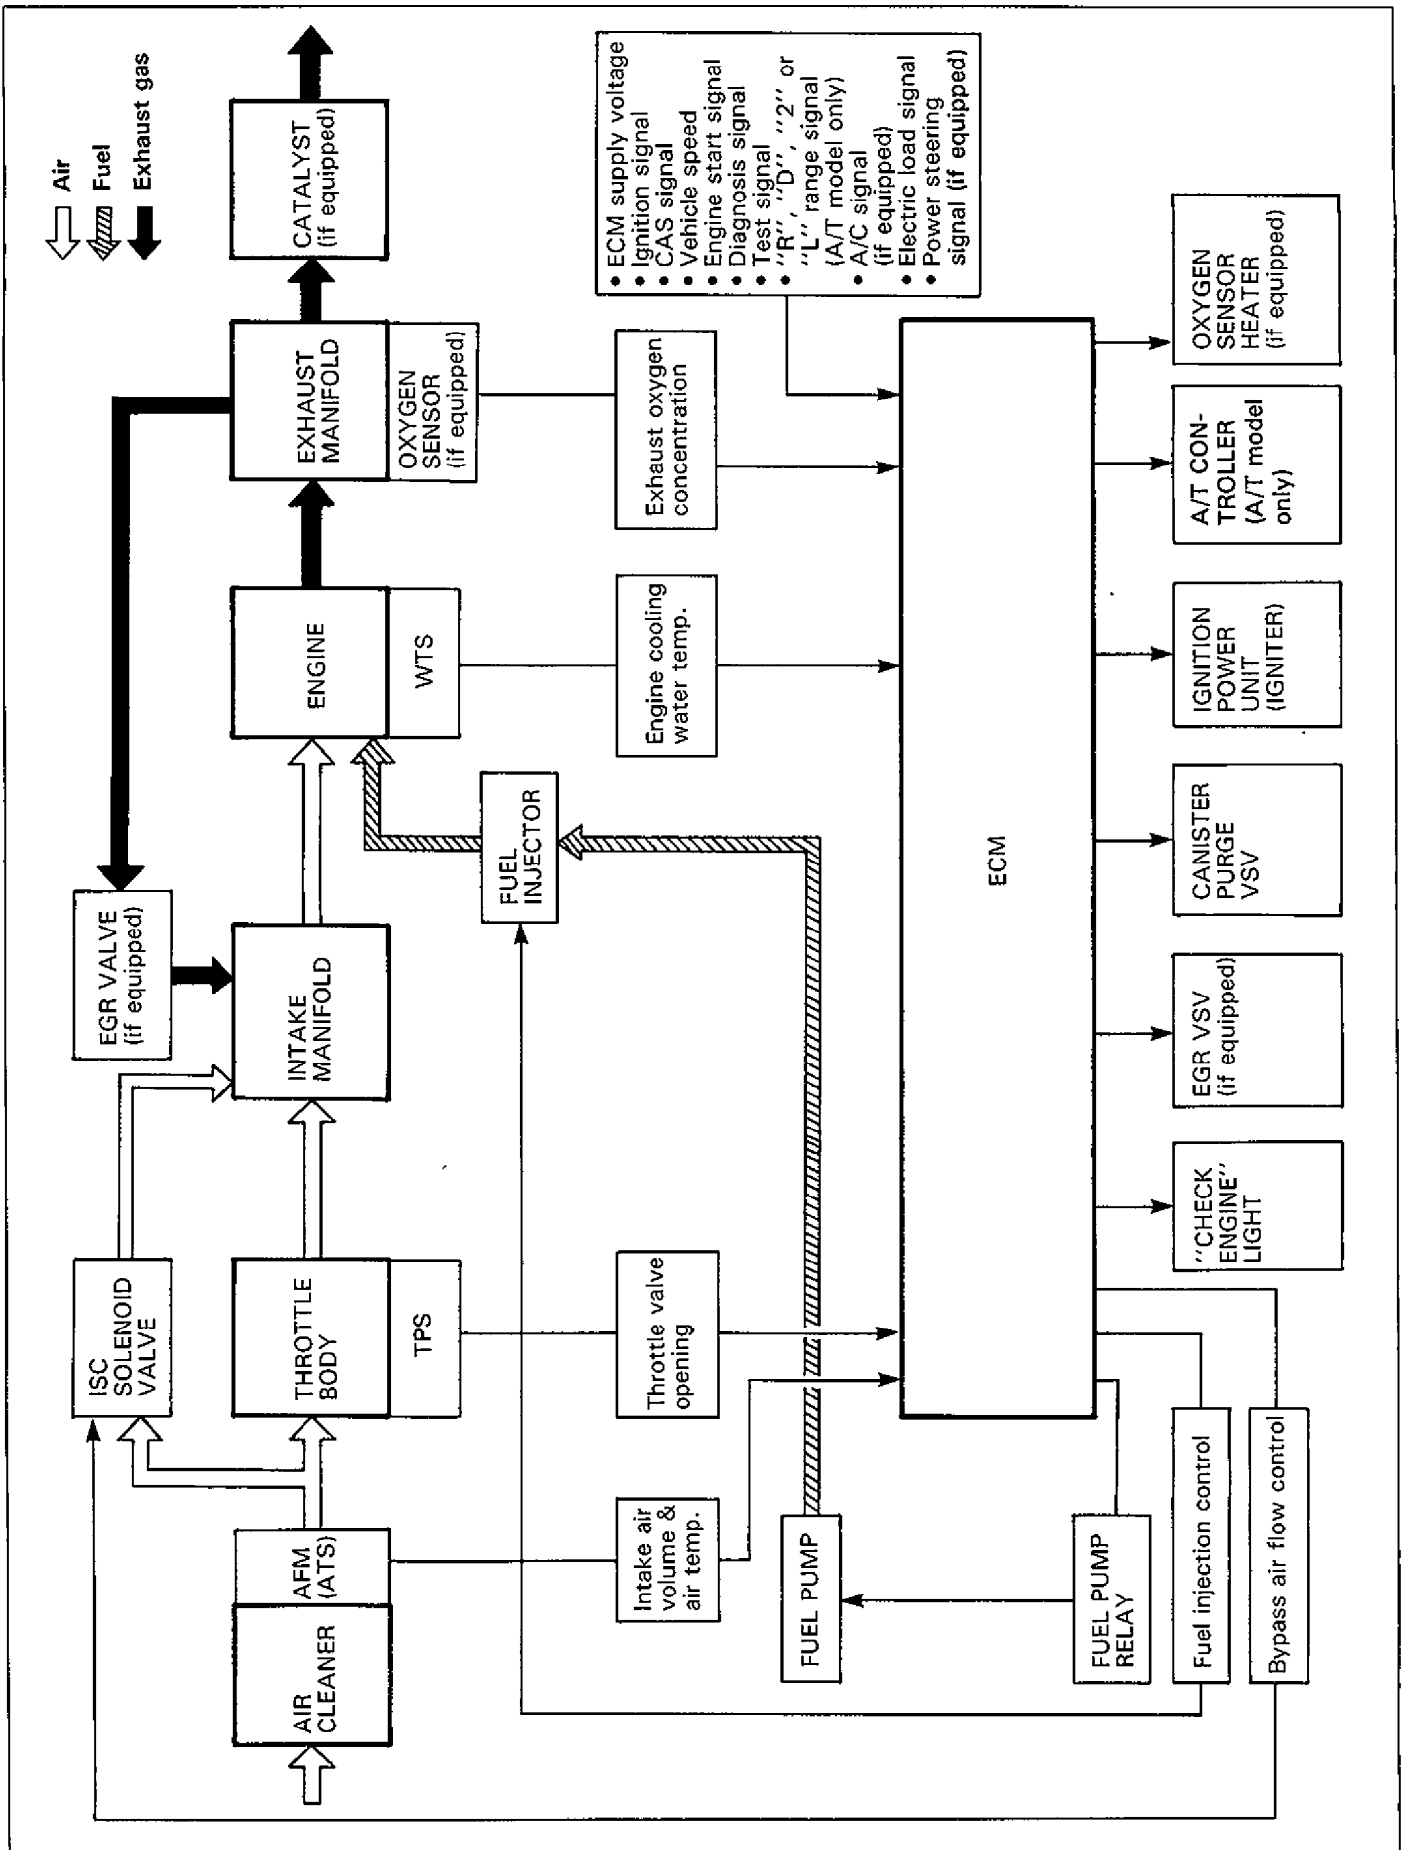 Air
Fuel
Exhaust gas
EGR VALVE
(if equipped)
ISC
SOLENOID
VALVE
AIR
CLEANER
AFM
(ATS)
THROTTLE
BODY
TPS
INTAKE
MANIFOLD
ENGINE
WTS
EXHAUST
MANIFOLD
OXYGEN
SENSOR
(if equipped)
CATALYST
(if equipped)
FUEL
INJECTOR
Intake air
volume &
air temp.
Throttle valve
opening
Engine cooling
water temp.
Exhaust oxygen
concentration
• ECM supply voltage
• Ignition signal
• CAS signal
• Vehicle speed
• Engine start signal
• Diagnosis signal
• Test signal
• "R", "D", "2" or
"L" range signal
(A/T model only)
• A/C signal
(if equipped)
• Electric load signal
• Power steering
signal (if equipped)
FUEL PUMP
ECM
FUEL PUMP
RELAY
Fuel injection control
Bypass air flow control
"CHECK
ENGINE"
LIGHT
EGR VSV
(if equipped)
CANISTER
PURGE
VSV
IGNITION
POWER
UNIT
(IGNITER)
A/T CON-
TROLLER
(A/T model
only)
OXYGEN
SENSOR
HEATER
(if equipped)